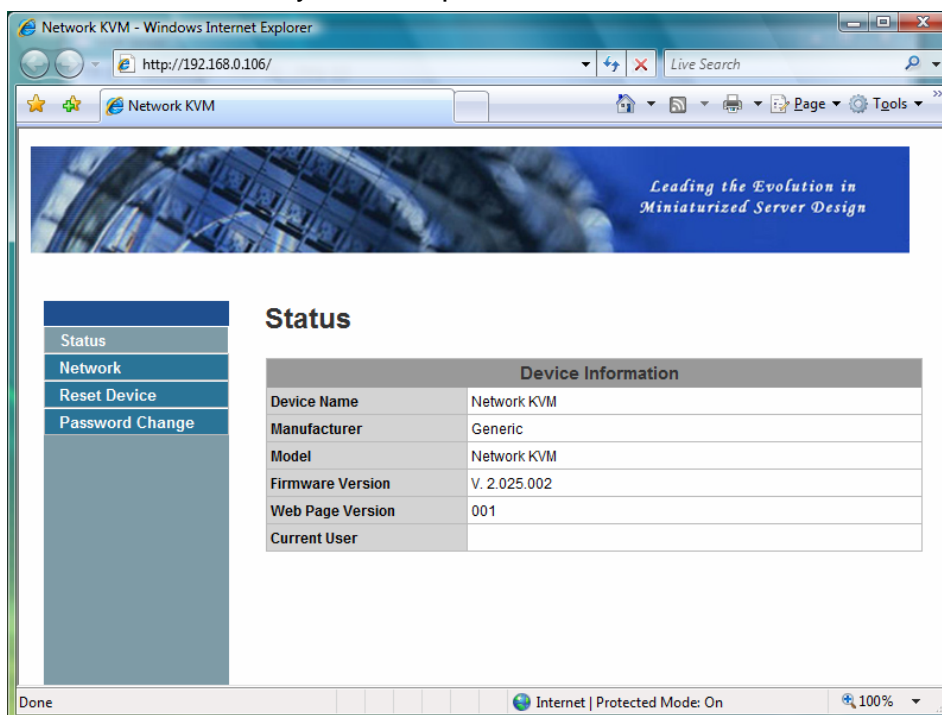 Network KVM - Windows Internet Explorer
http://192.168.0.106/
Live Search
Network KVM
Page
Tools
Leading the Evolution in
Miniaturized Server Design
Status
Network
Reset Device
Password Change
Status
Device Information
Device Name Network KVM
Manufacturer Generic
Model Network KVM
Firmware Version V. 2.025.002
Web Page Version 001
Current User
Done Internet | Protected Mode: On 100%